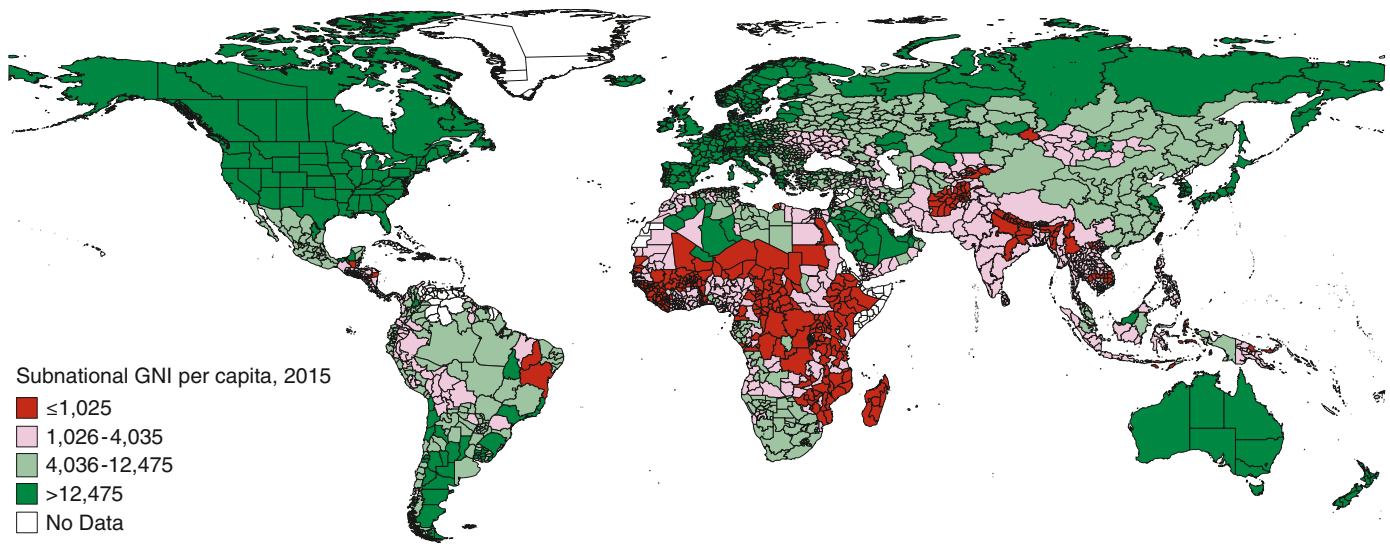 Subnational GNI per capita, 2015
≤1,025
1,026-4,035
4,036-12,475
>12,475
No Data